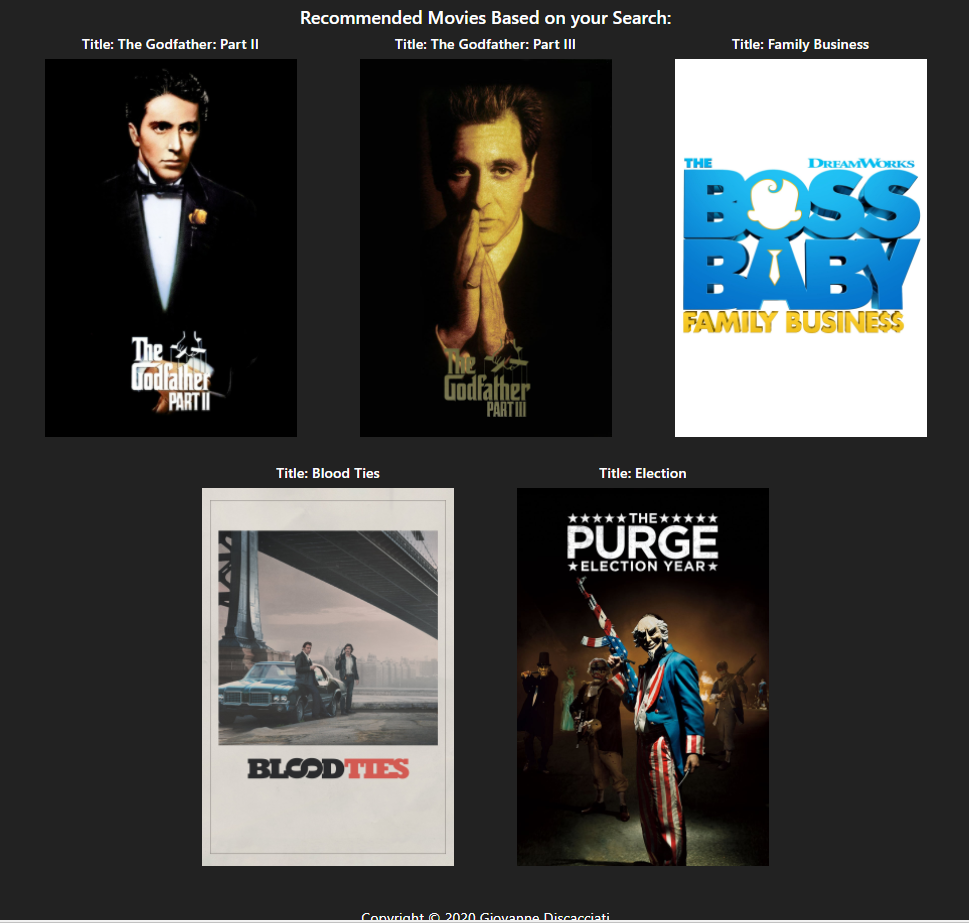 Recommended Movies Based on your Search:
Title: The Godfather: Part II
Title: The Godfather: Part III
Title: Family Business
The
Godfather
PART II
The
Godfather
PART III
THE
DREAMWORKS
BOSS
BABY
FAMILY BUSINE$$
Title: Blood Ties
Title: Election
BLOOD TIES
★★★★★THE★★★★★
PURGE
★ELECTION YEAR★
Copyright © 2020 Giovanne Discacciati